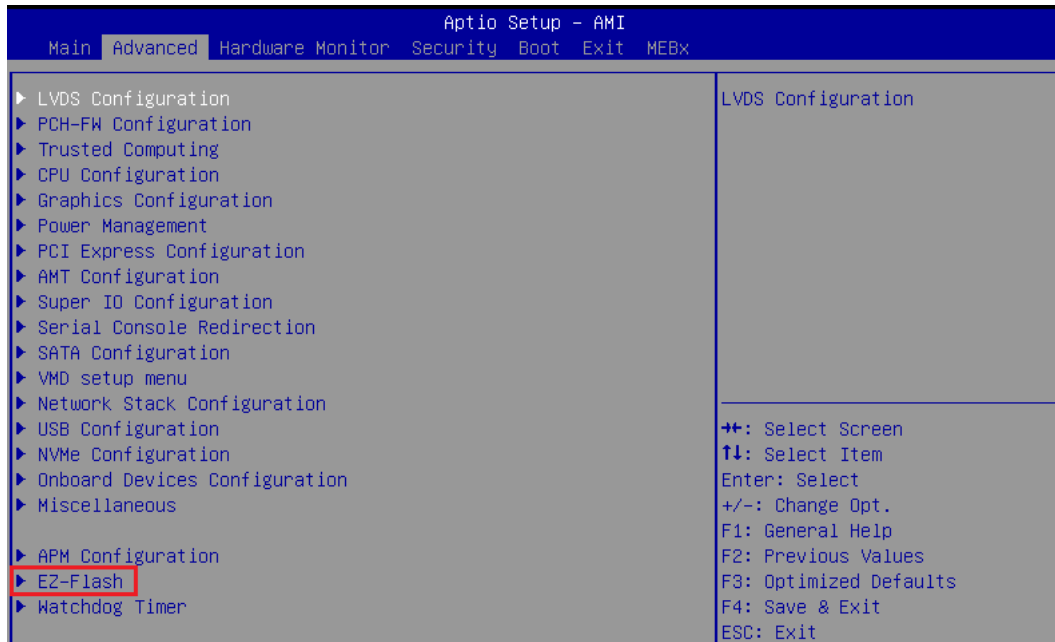 Aptio Setup - AMI
Main Advanced Hardware Monitor Security Boot Exit MEBx
▶ LVDS Configuration
▶ PCH-FW Configuration
▶ Trusted Computing
▶ CPU Configuration
▶ Graphics Configuration
▶ Power Management
▶ PCI Express Configuration
▶ AMT Configuration
▶ Super IO Configuration
▶ Serial Console Redirection
▶ SATA Configuration
▶ VMD setup menu
▶ Network Stack Configuration
▶ USB Configuration
▶ NVMe Configuration
▶ Onboard Devices Configuration
▶ Miscellaneous
▶ APM Configuration
▶ EZ-Flash
▶ Watchdog Timer
LVDS Configuration
→←: Select Screen
↑↓: Select Item
Enter: Select
+/-: Change Opt.
F1: General Help
F2: Previous Values
F3: Optimized Defaults
F4: Save & Exit
ESC: Exit